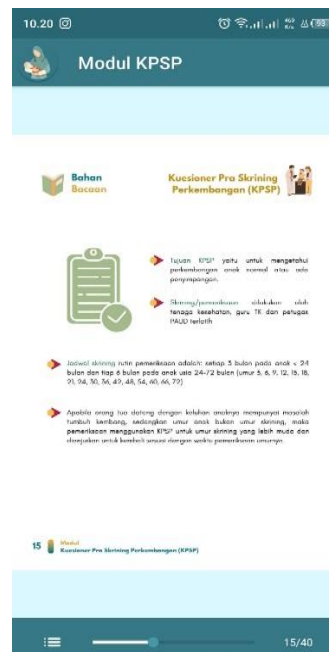 10.20
Modul KPSP
Bahan
Bacaan
Kuesioner Pra Skrining
Perkembangan (KPSP)
Tujuan KPSP yaitu untuk mengetahui
perkembangan anak normal atau ada
penyimpangan.
Skrining/pemeriksaan dilakukan oleh
tenaga kesehatan, guru TK dan petugas
PAUD terlatih
Jadwal skrining rutin pemeriksaan adalah: setiap 3 bulan pada anak < 24
bulan dan tiap 6 bulan pada anak usia 24-72 bulan (umur 3, 6, 9, 12, 15, 18,
21, 24, 30, 36, 42, 48, 54, 60, 66, 72)
Apabila orang tua datang dengan keluhan anaknya mempunyai masalah
tumbuh kembang, sedangkan umur anak bukan umur skrining, maka
pemeriksaan menggunakan KPSP untuk umur skrining yang lebih muda dan
dianjurkan untuk kembali sesuai dengan waktu pemeriksaan umurnya.
15
Modul
Kuesioner Pra Skrining Perkembangan (KPSP)
15/40